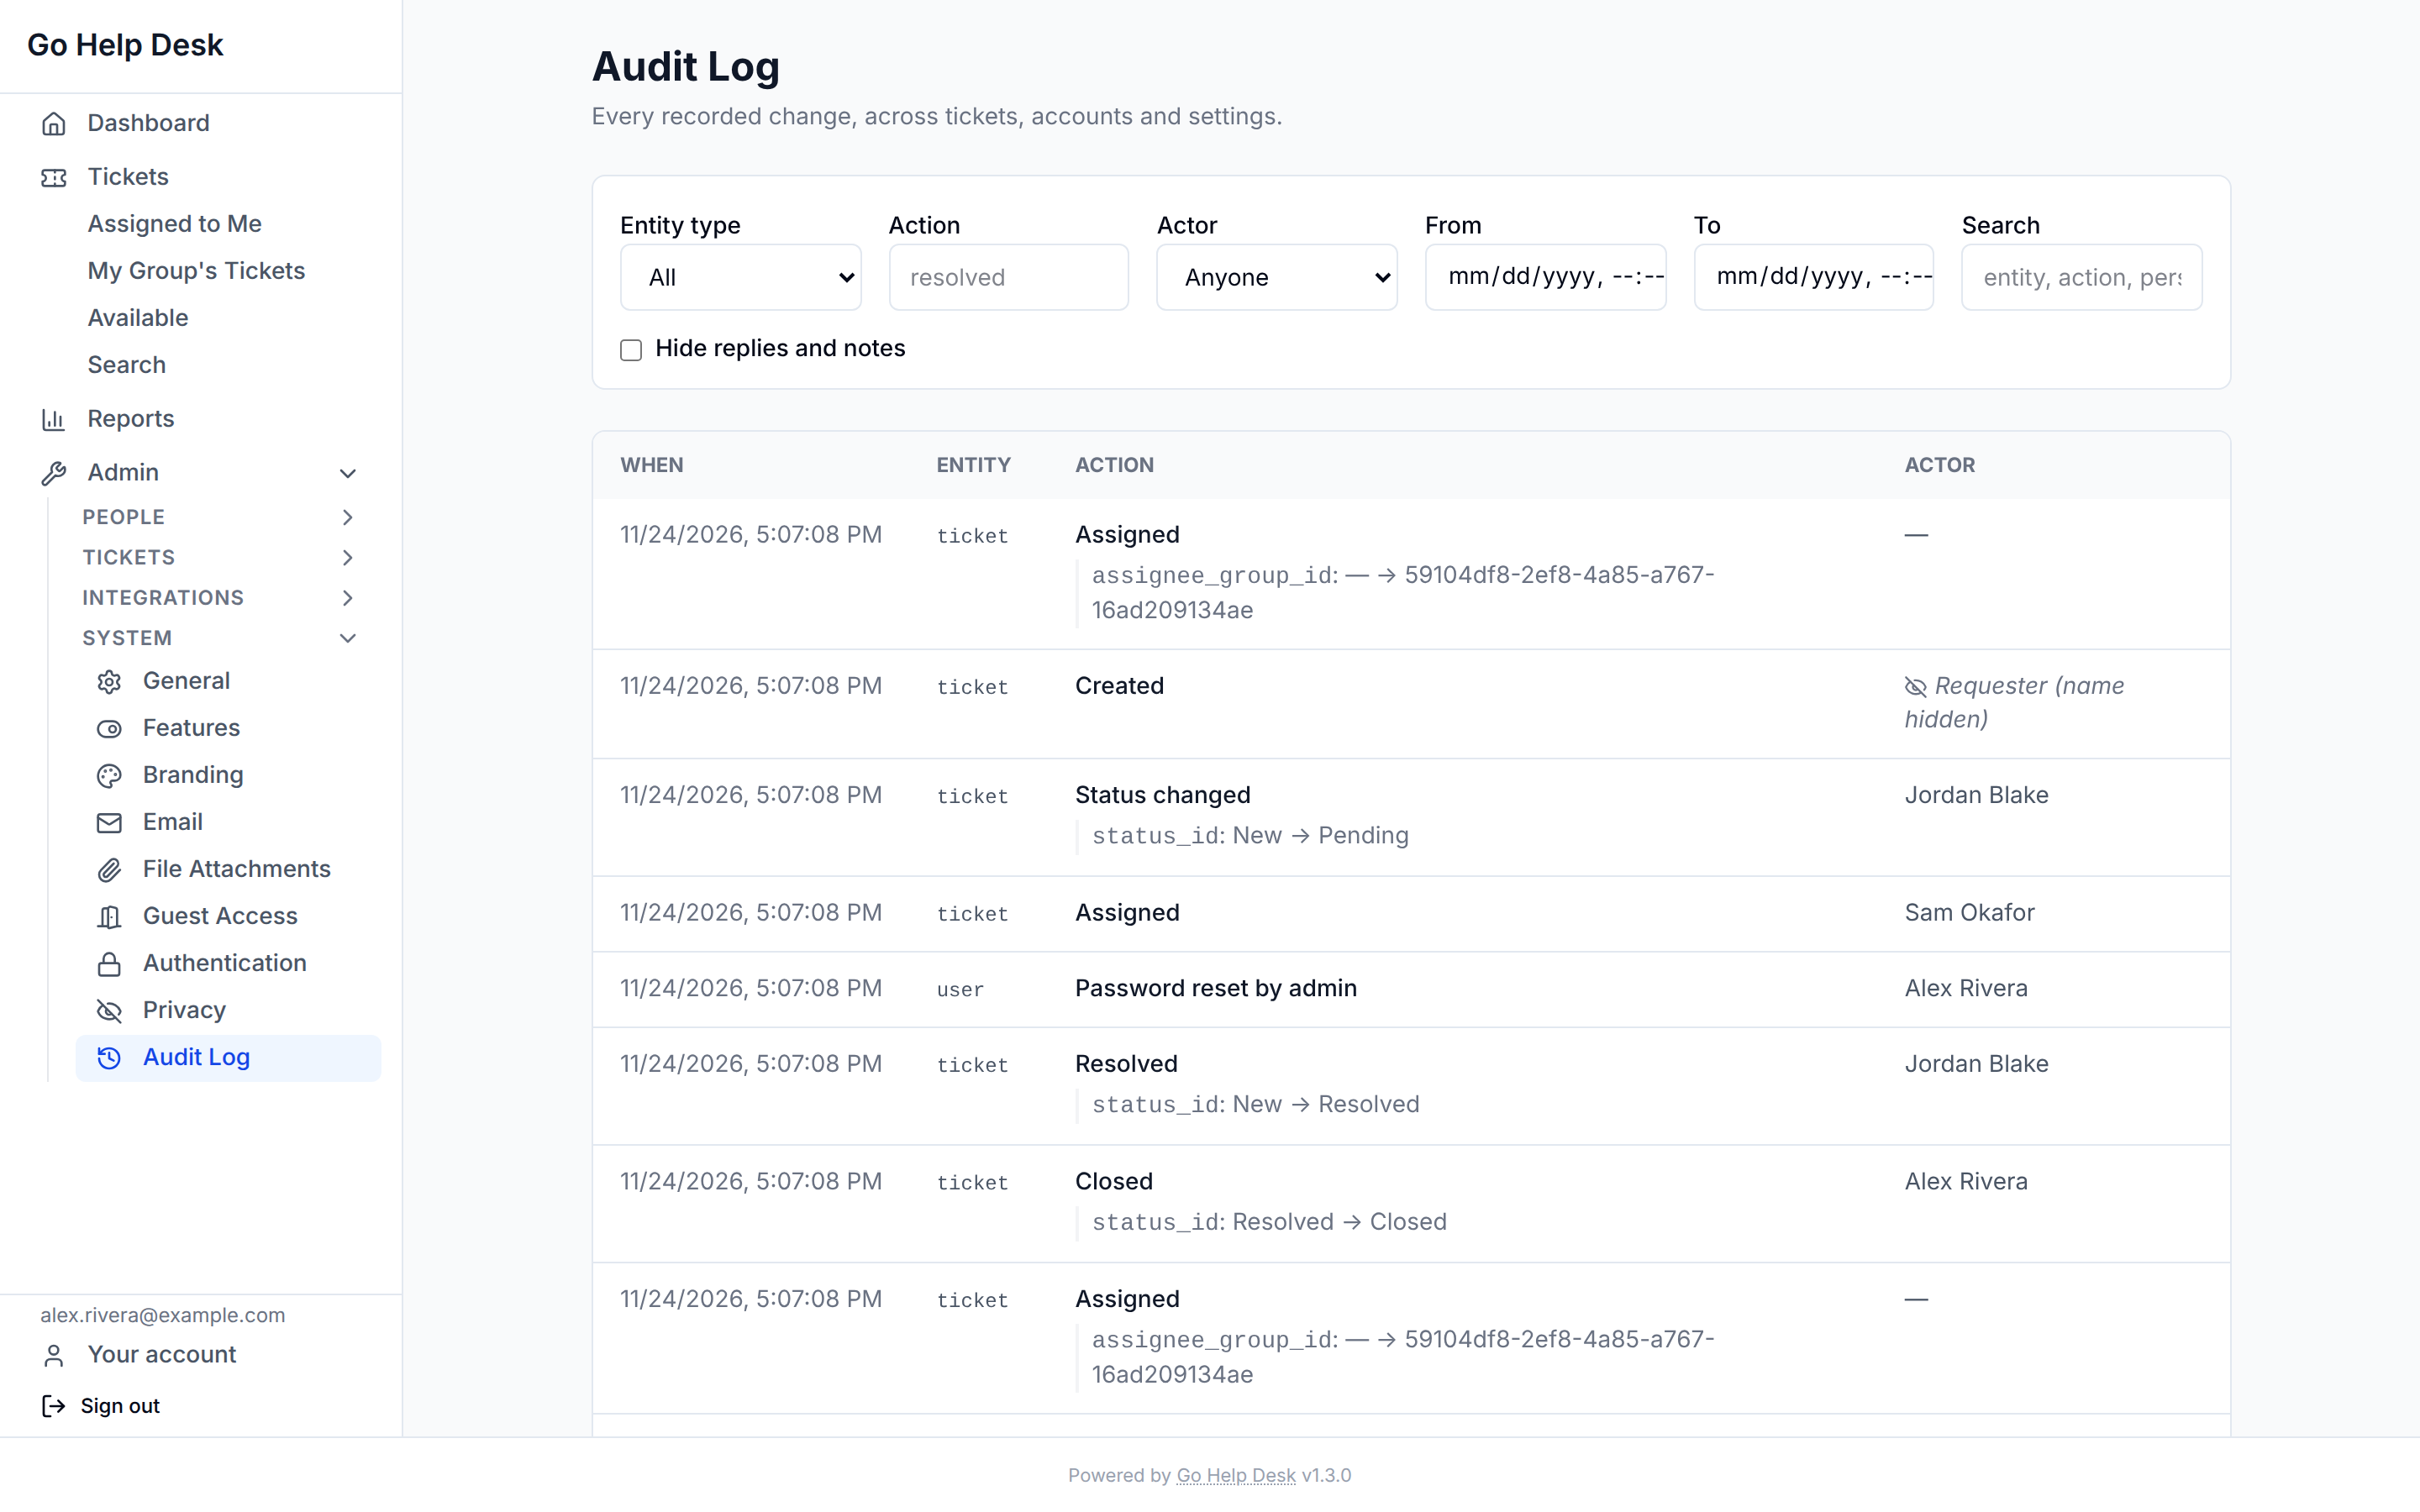 Go Help Desk
Dashboard
Tickets
Assigned to Me
My Group's Tickets
Available
Search
Reports
Admin
PEOPLE
TICKETS
INTEGRATIONS
SYSTEM
General
Features
Branding
Email
File Attachments
Guest Access
Authentication
Privacy
Audit Log
alex.rivera@example.com
Your account
Sign out
Audit Log
Every recorded change, across tickets, accounts and settings.
Entity type Action Actor From To Search
All resolved Anyone mm/dd/yyyy, --:-- mm/dd/yyyy, --:-- entity, action, pers
Hide replies and notes
WHEN ENTITY ACTION ACTOR
11/24/2026, 5:07:08 PM ticket Assigned —
assignee_group_id: — → 59104df8-2ef8-4a85-a767-
16ad209134ae
11/24/2026, 5:07:08 PM ticket Created Requester (name
hidden)
11/24/2026, 5:07:08 PM ticket Status changed Jordan Blake
status_id: New → Pending
11/24/2026, 5:07:08 PM ticket Assigned Sam Okafor
11/24/2026, 5:07:08 PM user Password reset by admin Alex Rivera
11/24/2026, 5:07:08 PM ticket Resolved Jordan Blake
status_id: New → Resolved
11/24/2026, 5:07:08 PM ticket Closed Alex Rivera
status_id: Resolved → Closed
11/24/2026, 5:07:08 PM ticket Assigned —
assignee_group_id: — → 59104df8-2ef8-4a85-a767-
16ad209134ae
Powered by Go Help Desk v1.3.0